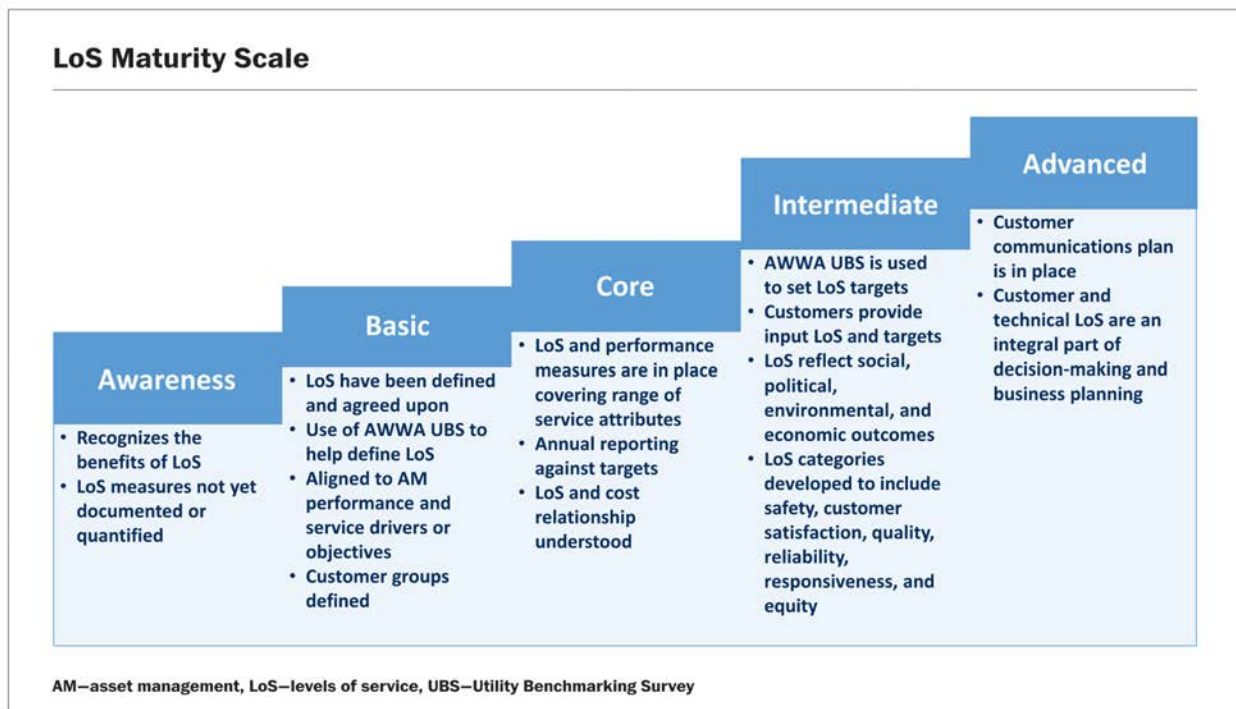 LoS Maturity Scale
Awareness
• Recognizes the
benefits of LoS
• LoS measures not yet
documented or
quantified
Basic
• LoS have been defined
and agreed upon
• Use of AWWA UBS to
help define LoS
• Aligned to AM
performance and
service drivers or
objectives
• Customer groups
defined
Core
• LoS and performance
measures are in place
covering range of
service attributes
• Annual reporting
against targets
• LoS and cost
relationship
understood
Intermediate
• AWWA UBS is used
to set LoS targets
• Customers provide
input LoS and targets
• LoS reflect social,
political,
environmental, and
economic outcomes
• LoS categories
developed to include
safety, customer
satisfaction, quality,
reliability,
responsiveness, and
equity
Advanced
• Customer
communications plan
is in place
• Customer and
technical LoS are an
integral part of
decision-making and
business planning
AM—asset management, LoS—levels of service, UBS—Utility Benchmarking Survey